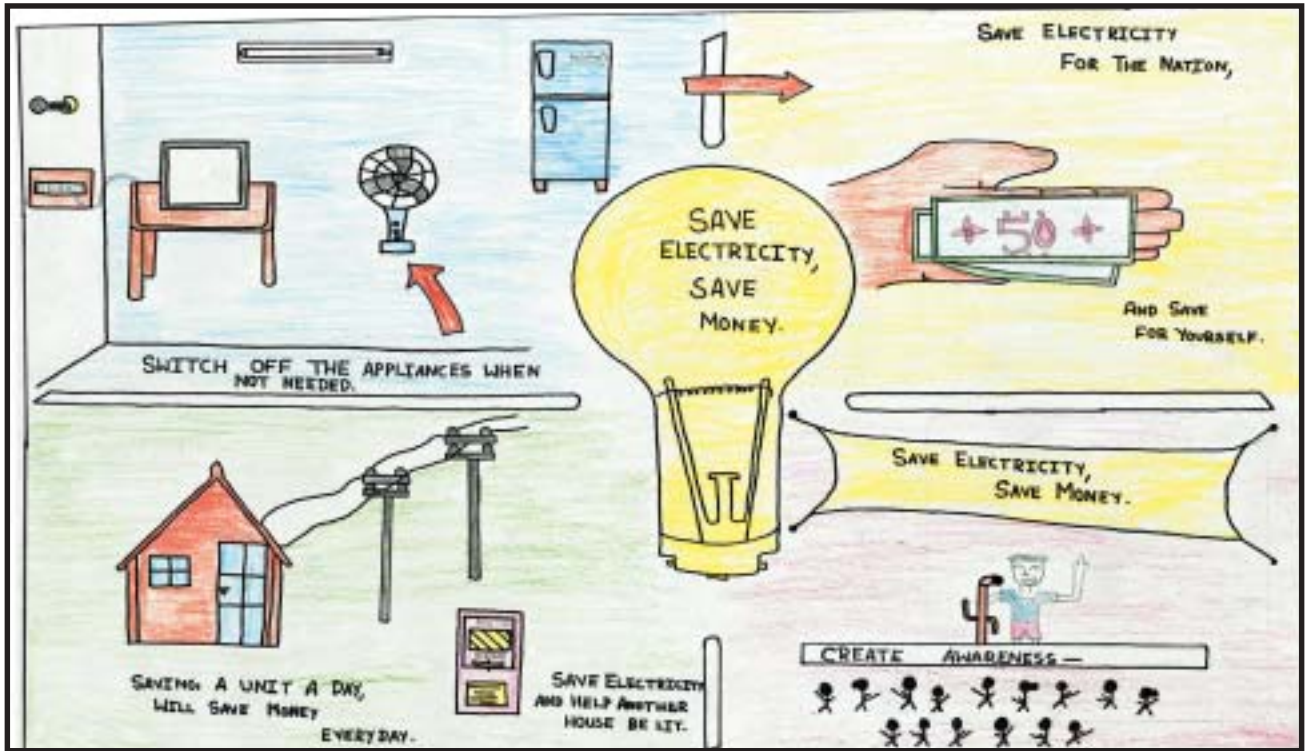 SAVE ELECTRICITY
FOR THE NATION,
50
AND SAVE
FOR YOURSELF.
SAVE
ELECTRICITY,
SAVE
MONEY.
SWITCH OFF THE APPLIANCES WHEN
NOT NEEDED.
SAVE ELECTRICITY,
SAVE MONEY.
CREATE AWARENESS —
SAVING A UNIT A DAY,
WILL SAVE MONEY
EVERYDAY.
SAVE ELECTRICITY
AND HELP ANOTHER
HOUSE BE LIT.